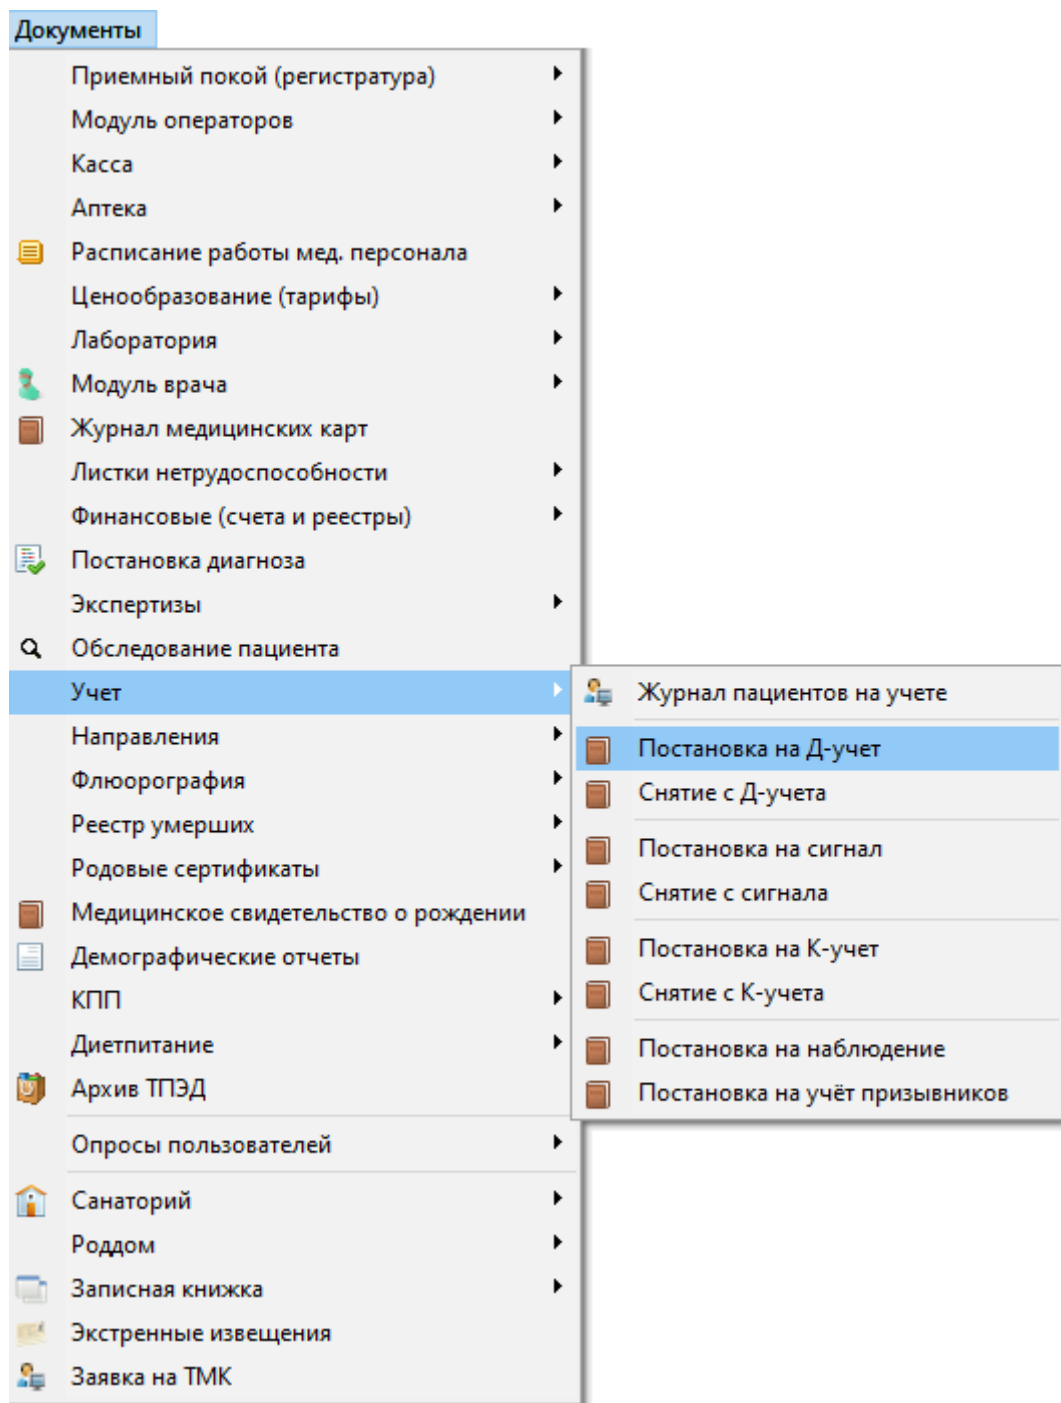 Документы
Приемный покой (регистратура)
Модуль операторов
Касса
Аптека
Расписание работы мед. персонала
Ценообразование (тарифы)
Лаборатория
Модуль врача
Журнал медицинских карт
Листки нетрудоспособности
Финансовые (счета и реестры)
Постановка диагноза
Экспертизы
Обследование пациента
Учет
Направления
Флюорография
Реестр умерших
Родовые сертификаты
Медицинское свидетельство о рождении
Демографические отчеты
КПП
Диетпитание
Архив ТПЭД
Опросы пользователей
Санаторий
Роддом
Записная книжка
Экстренные извещения
Заявка на ТМК
Журнал пациентов на учете
Постановка на Д-учет
Снятие с Д-учета
Постановка на сигнал
Снятие с сигнала
Постановка на К-учет
Снятие с К-учета
Постановка на наблюдение
Постановка на учёт призывников